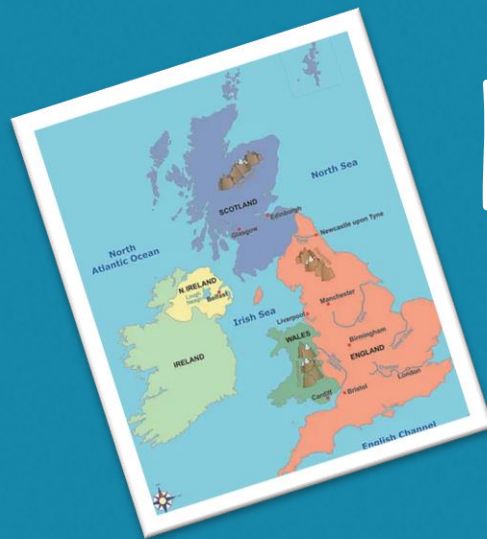 North Sea
SCOTLAND
Edinburgh
Glasgow
Newcastle upon Tyne
North
Atlantic Ocean
N.IRELAND
Lough
Belfast
Irish Sea
Manchester
Liverpool
IRELAND
WALES
Birmingham
ENGLAND
London
Cardiff
Bristol
English Channel